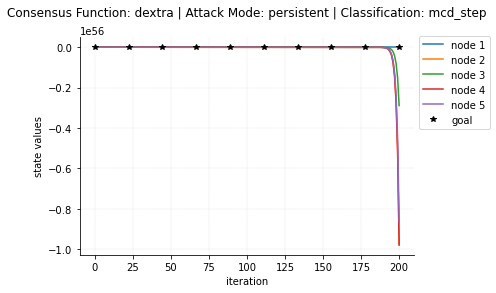 Consensus Function: dextra | Attack Mode: persistent | Classification: mcd_step
1e56
0.0
−0.2
−0.4
−0.6
−0.8
−1.0
state values
0
25
50
75
100
125
150
175
200
iteration
node 1
node 2
node 3
node 4
node 5
goal